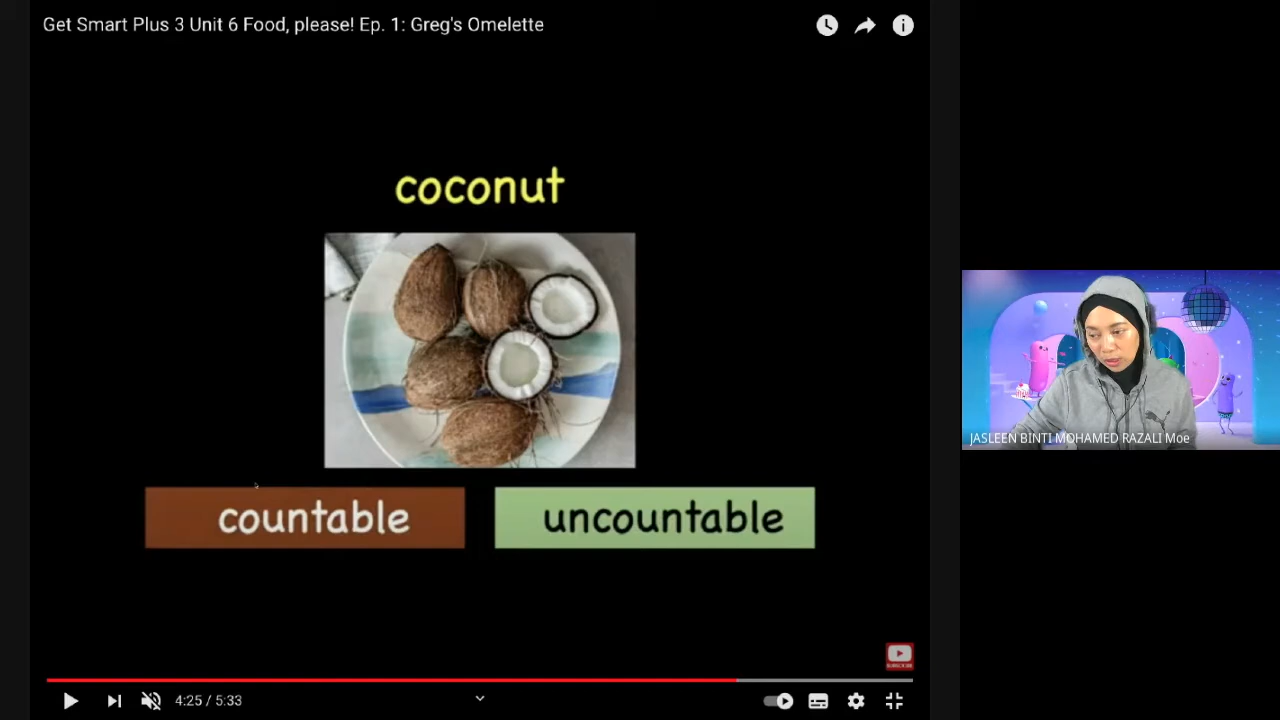 Get Smart Plus 3 Unit 6 Food, please! Ep. 1: Greg's Omelette
coconut
countable
uncountable
JASLEEN BINTI MOHAMED RAZALI Moe
SUBSCRIBE
4:25 / 5:33